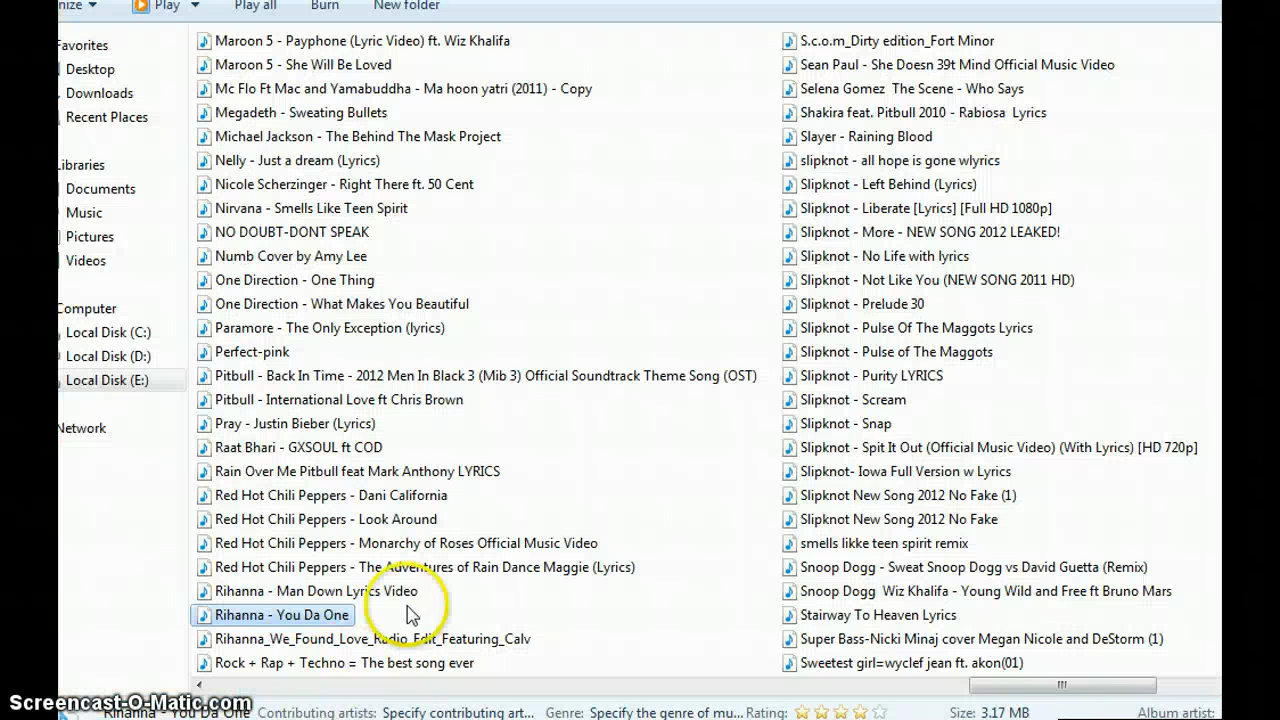 nize Play Play all Burn New folder
Favorites
Desktop
Downloads
Recent Places
Libraries
Documents
Music
Pictures
Videos
Computer
Local Disk (C:)
Local Disk (D:)
Local Disk (E:)
Network
Maroon 5 - Payphone (Lyric Video) ft. Wiz Khalifa
Maroon 5 - She Will Be Loved
Mc Flo Ft Mac and Yamabuddha - Ma hoon yatri (2011) - Copy
Megadeth - Sweating Bullets
Michael Jackson - The Behind The Mask Project
Nelly - Just a dream (Lyrics)
Nicole Scherzinger - Right There ft. 50 Cent
Nirvana - Smells Like Teen Spirit
NO DOUBT-DONT SPEAK
Numb Cover by Amy Lee
One Direction - One Thing
One Direction - What Makes You Beautiful
Paramore - The Only Exception (lyrics)
Perfect-pink
Pitbull - Back In Time - 2012 Men In Black 3 (Mib 3) Official Soundtrack Theme Song (OST)
Pitbull - International Love ft Chris Brown
Pray - Justin Bieber (Lyrics)
Raat Bhari - GXSOUL ft COD
Rain Over Me Pitbull feat Mark Anthony LYRICS
Red Hot Chili Peppers - Dani California
Red Hot Chili Peppers - Look Around
Red Hot Chili Peppers - Monarchy of Roses Official Music Video
Red Hot Chili Peppers - The Adventures of Rain Dance Maggie (Lyrics)
Rihanna - Man Down Lyrics Video
Rihanna - You Da One
Rihanna_We_Found_Love_Radio_Edit_Featuring_Calv
Rock + Rap + Techno = The best song ever
S.c.o.m_Dirty edition_Fort Minor
Sean Paul - She Doesn 39t Mind Official Music Video
Selena Gomez The Scene - Who Says
Shakira feat. Pitbull 2010 - Rabiosa Lyrics
Slayer - Raining Blood
slipknot - all hope is gone wlyrics
Slipknot - Left Behind (Lyrics)
Slipknot - Liberate [Lyrics] [Full HD 1080p]
Slipknot - More - NEW SONG 2012 LEAKED!
Slipknot - No Life with lyrics
Slipknot - Not Like You (NEW SONG 2011 HD)
Slipknot - Prelude 30
Slipknot - Pulse Of The Maggots Lyrics
Slipknot - Pulse of The Maggots
Slipknot - Purity LYRICS
Slipknot - Scream
Slipknot - Snap
Slipknot - Spit It Out (Official Music Video) (With Lyrics) [HD 720p]
Slipknot- Iowa Full Version w Lyrics
Slipknot New Song 2012 No Fake (1)
Slipknot New Song 2012 No Fake
smells likke teen spirit remix
Snoop Dogg - Sweat Snoop Dogg vs David Guetta (Remix)
Snoop Dogg Wiz Khalifa - Young Wild and Free ft Bruno Mars
Stairway To Heaven Lyrics
Super Bass-Nicki Minaj cover Megan Nicole and DeStorm (1)
Sweetest girl=wyclef jean ft. akon(01)
Rihanna - You Da One Contributing artists: Specify contributing art... Genre: Specify the genre of mu... Rating: Size: 3.17 MB Album artist:
Screencast-O-Matic.com